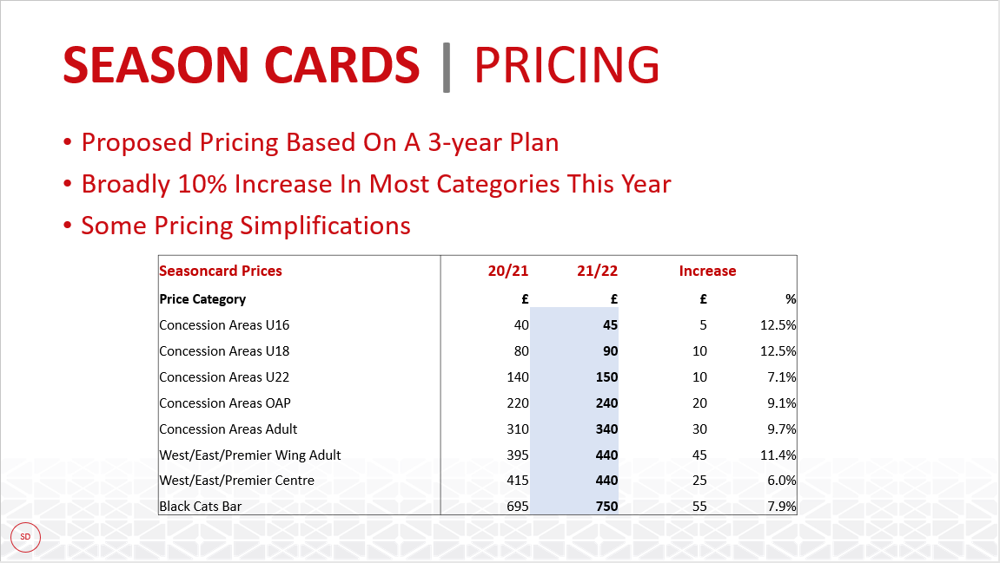 SEASON CARDS | PRICING
• Proposed Pricing Based On A 3-year Plan
• Broadly 10% Increase In Most Categories This Year
• Some Pricing Simplifications
Seasoncard Prices 20/21 21/22 Increase
Price Category £ £ £ %
Concession Areas U16 40 45 5 12.5%
Concession Areas U18 80 90 10 12.5%
Concession Areas U22 140 150 10 7.1%
Concession Areas OAP 220 240 20 9.1%
Concession Areas Adult 310 340 30 9.7%
West/East/Premier Wing Adult 395 440 45 11.4%
West/East/Premier Centre 415 440 25 6.0%
Black Cats Bar 695 750 55 7.9%
SD